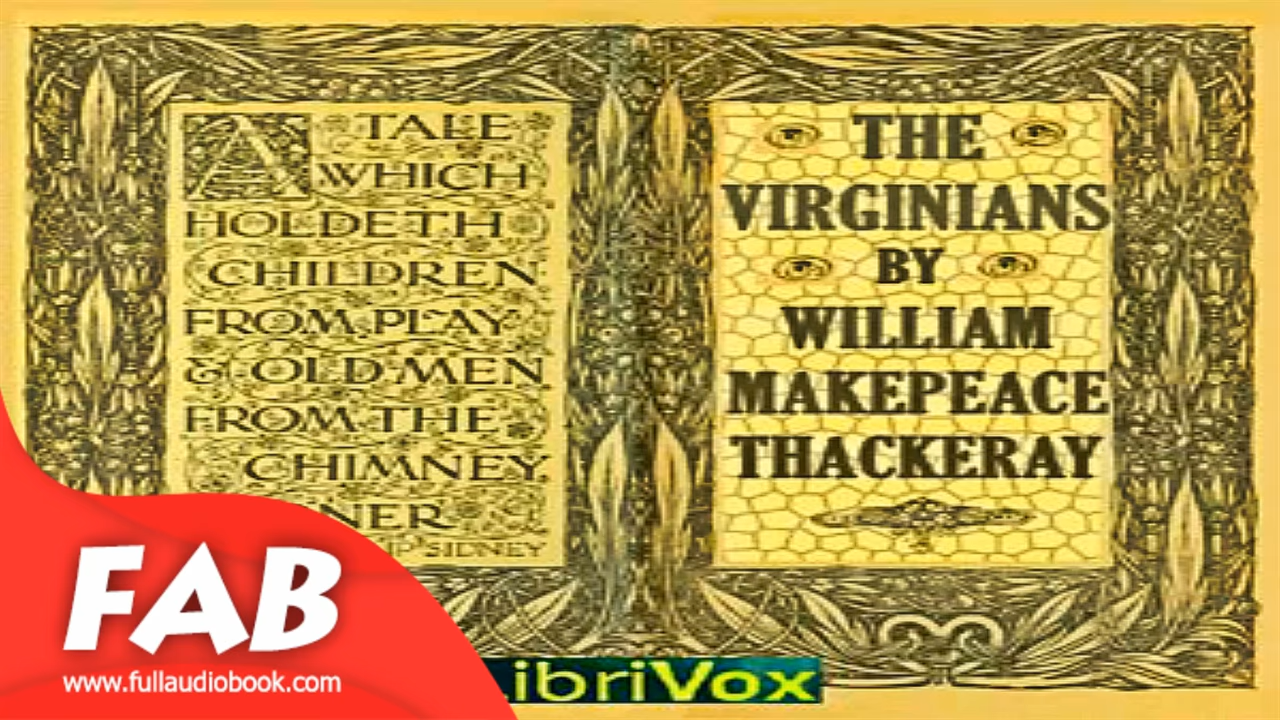 A TALE
WHICH
HOLDETH
CHILDREN
FROM PLAY
& OLD MEN
FROM THE
CHIMNEY
NER
SIDNEY
THE
VIRGINIANS
BY
WILLIAM
MAKEPEACE
THACKERAY
FAB
www.fullaudiobook.com
ibriVox